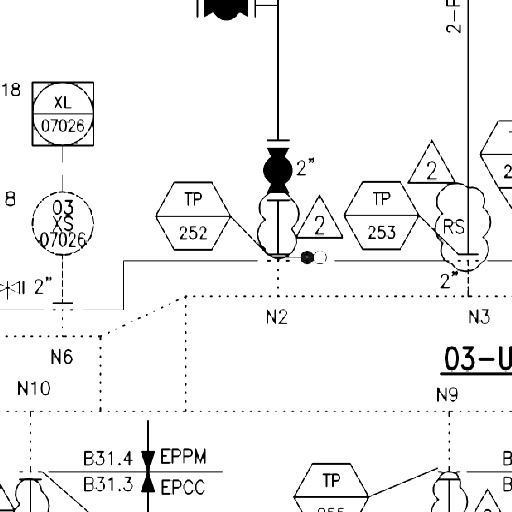 2-
18
XL
07026
2"
2
2
8
TP
TP
03
XS
07026
252
253
RS
2"
2"
N2
N3
N6
03-U
N10
N9
B31.4
EPPM
B31.3
EPCC
TP
B